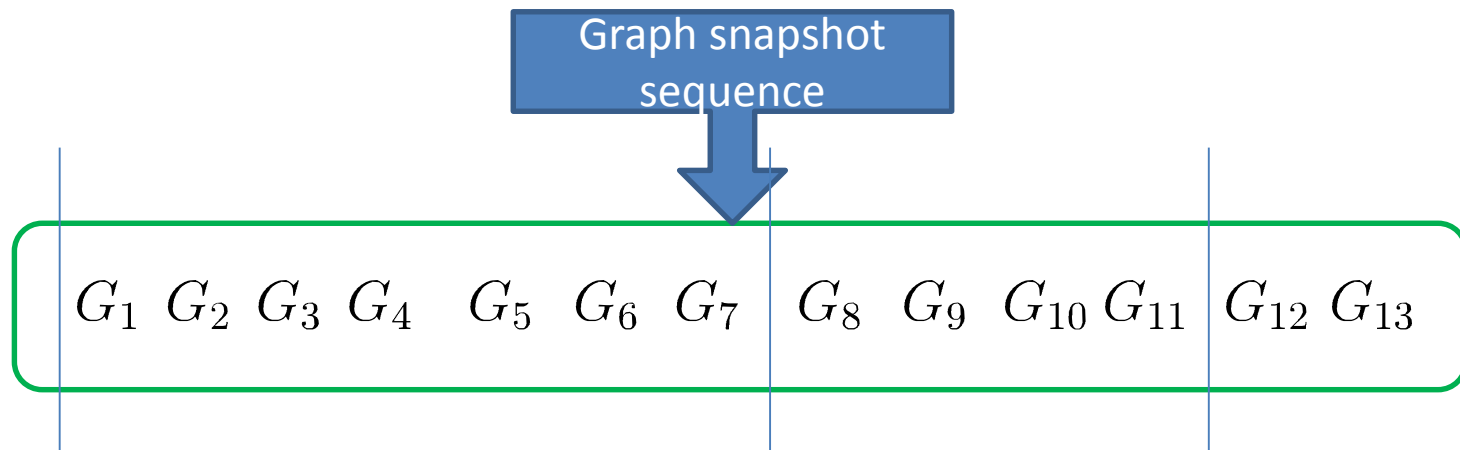 Graph snapshot
sequence
G₁ G₂ G₃ G₄ G₅ G₆ G₇ G₈ G₉ G₁₀ G₁₁ G₁₂ G₁₃